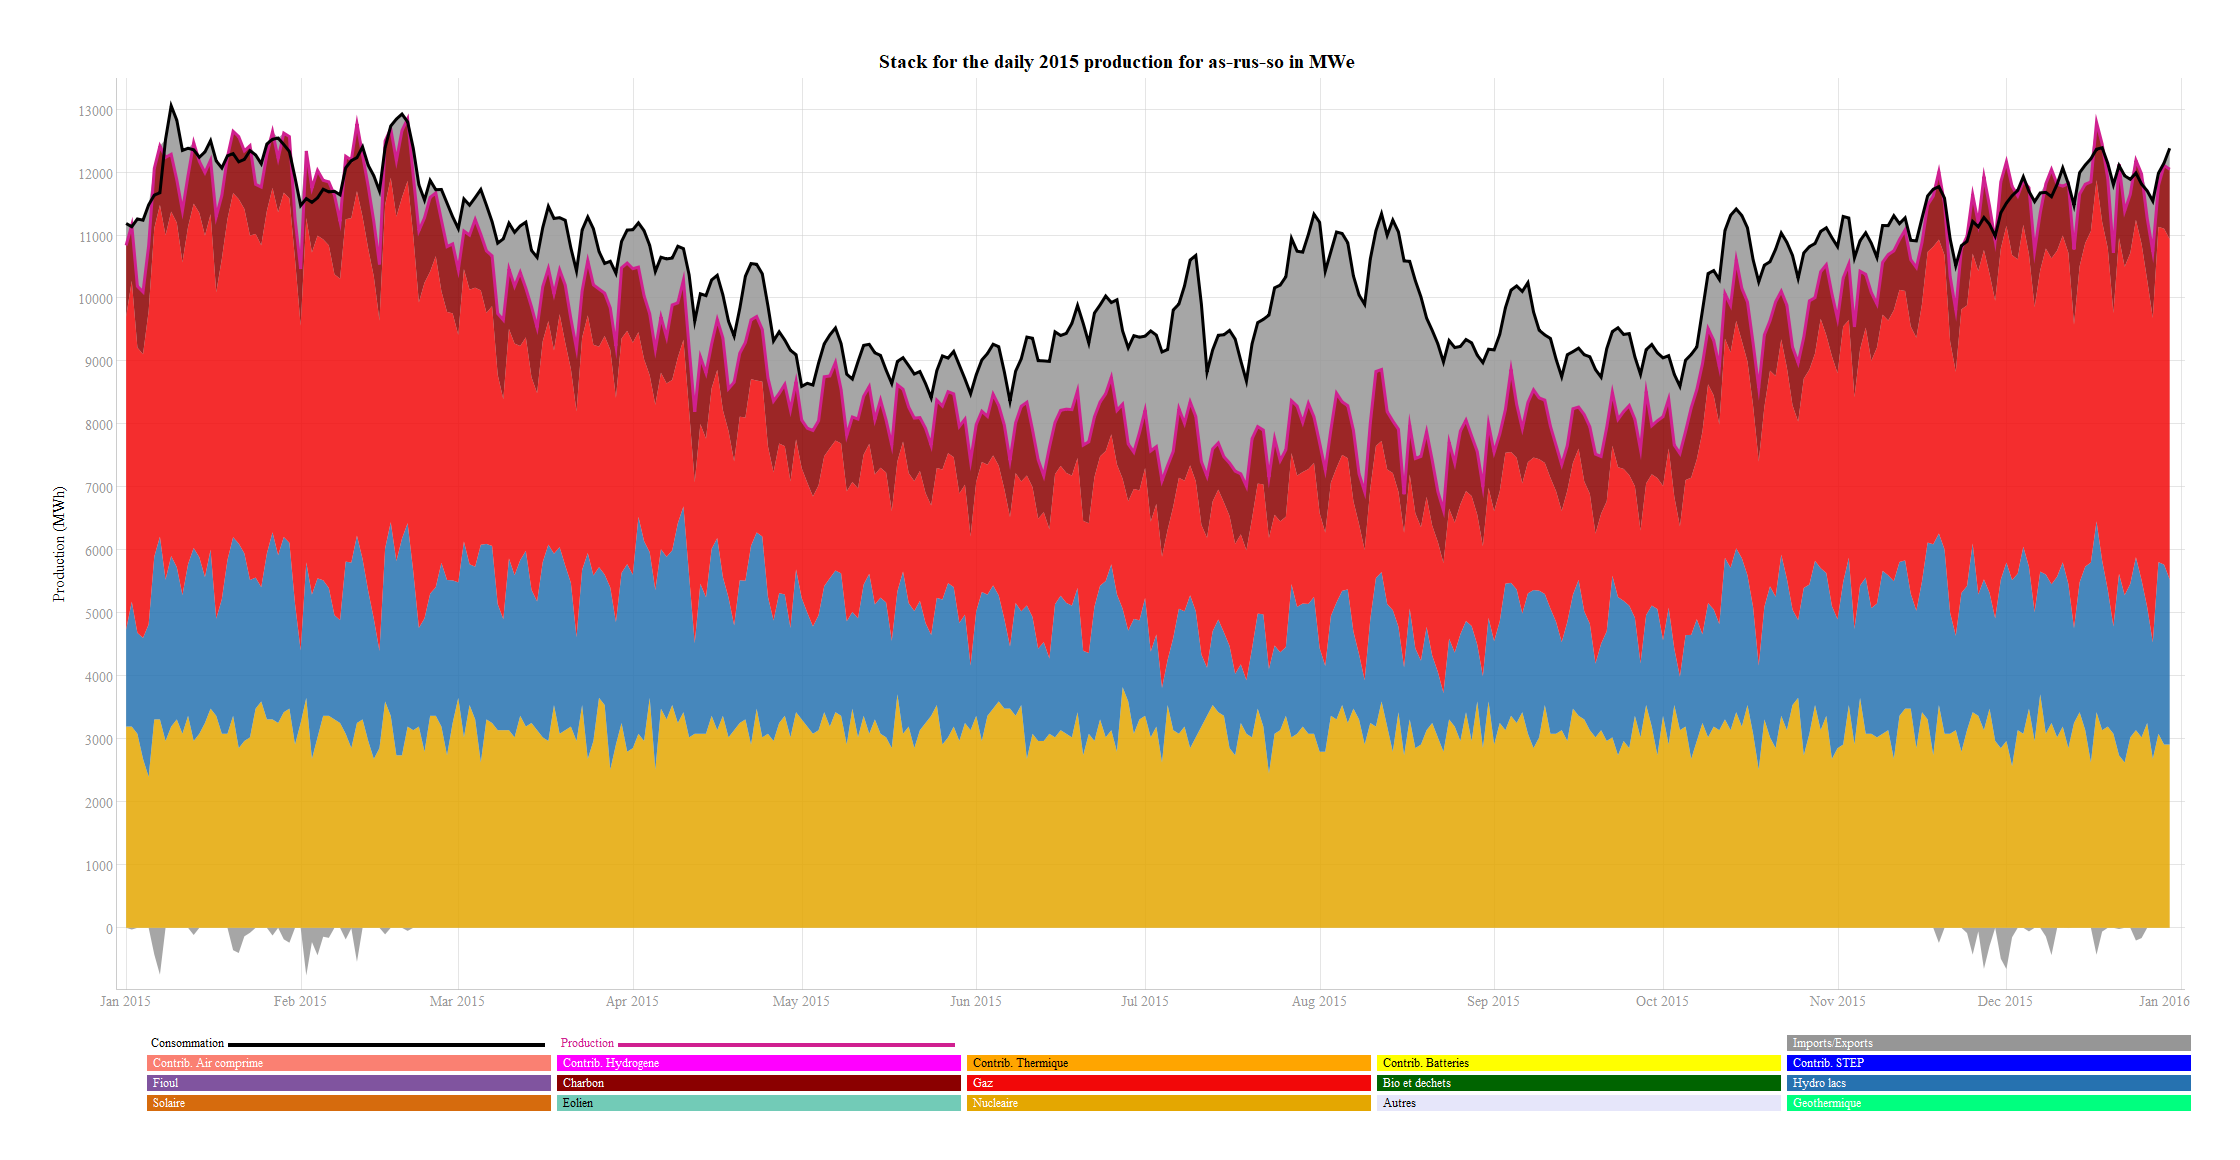 Stack for the daily 2015 production for as-rus-so in MWe
Production (MWh)
13000
12000
11000
10000
9000
8000
7000
6000
5000
4000
3000
2000
1000
0
Jan 2015 Feb 2015 Mar 2015 Apr 2015 May 2015 Jun 2015 Jul 2015 Aug 2015 Sep 2015 Oct 2015 Nov 2015 Dec 2015 Jan 2016
Consommation Production Imports/Exports
Contrib. Air comprime Contrib. Hydrogene Contrib. Thermique Contrib. Batteries Contrib. STEP
Fioul Charbon Gaz Bio et dechets Hydro lacs
Solaire Eolien Nucleaire Autres Geothermique